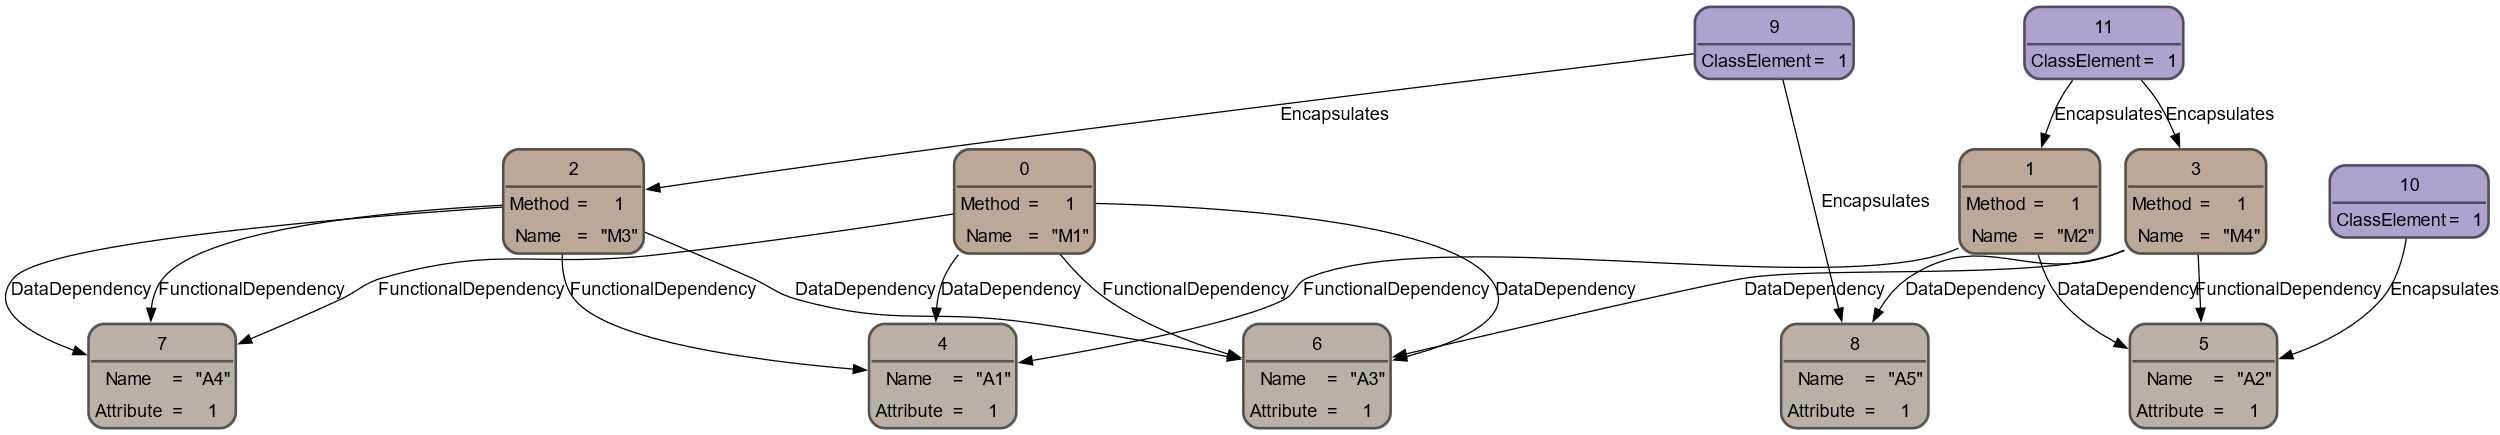 9
ClassElement = 1
11
ClassElement = 1
Encapsulates
Encapsulates
Encapsulates
2
Method = 1
Name = "M3"
0
Method = 1
Name = "M1"
Encapsulates
1
Method = 1
Name = "M2"
3
Method = 1
Name = "M4"
10
ClassElement = 1
DataDependency
FunctionalDependency
FunctionalDependency
FunctionalDependency
DataDependency
DataDependency
FunctionalDependency
FunctionalDependency
DataDependency
DataDependency
DataDependency
DataDependency
FunctionalDependency
Encapsulates
7
Name = "A4"
Attribute = 1
4
Name = "A1"
Attribute = 1
6
Name = "A3"
Attribute = 1
8
Name = "A5"
Attribute = 1
5
Name = "A2"
Attribute = 1